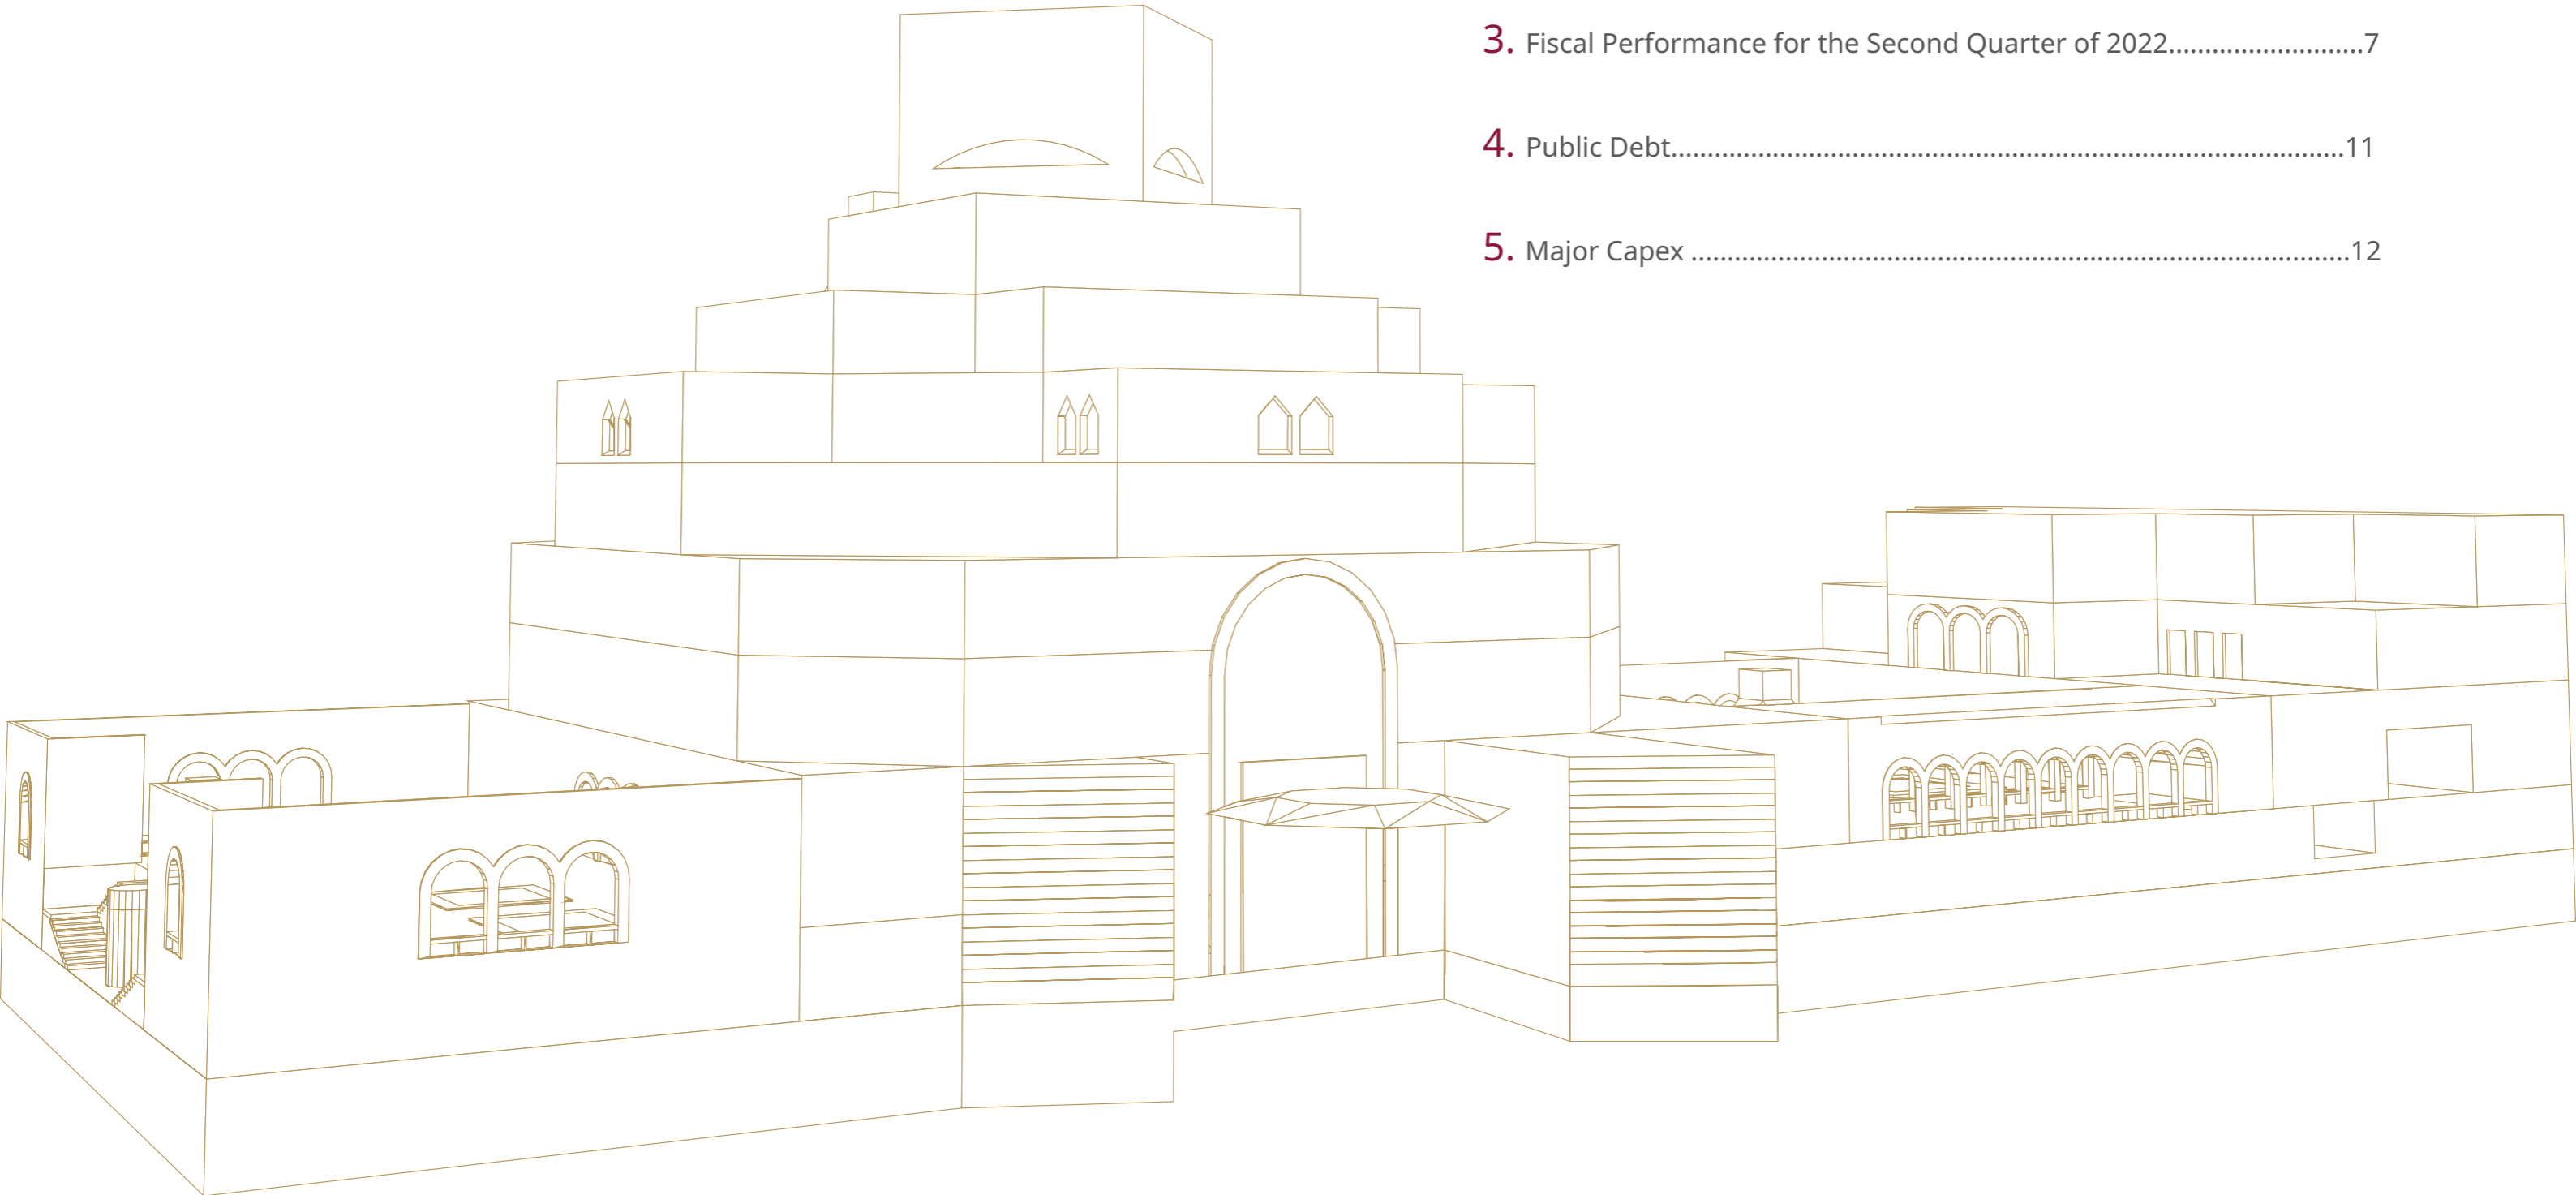 3. Fiscal Performance for the Second Quarter of 2022...........................7
4. Public Debt.............................................................................................11
5. Major Capex ...........................................................................................12